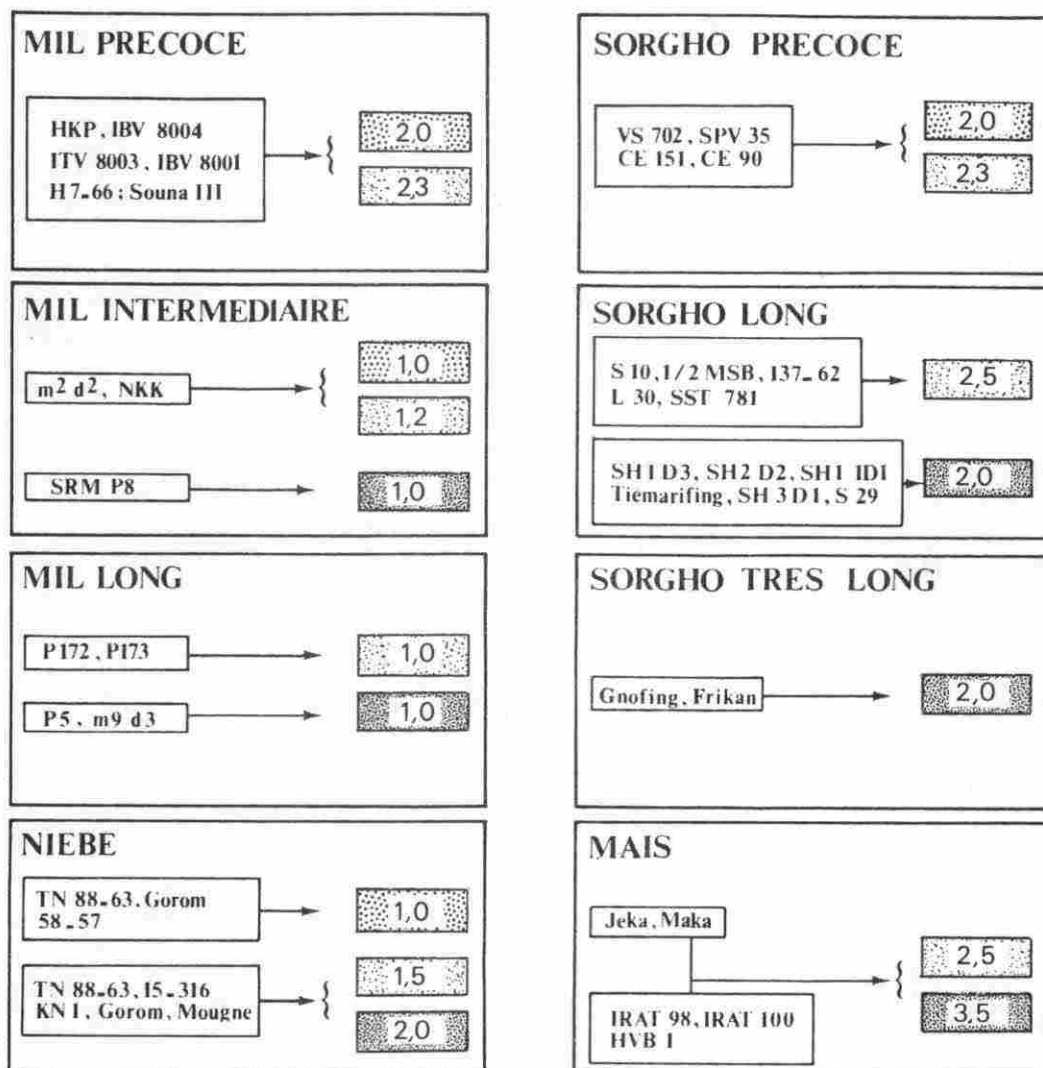 MIL PRECOCE
HKP, IBV 8004
ITV 8003, IBV 8001
H7-66; Souna III
2,0
2,3
MIL INTERMEDIAIRE
m2 d2, NKK
1,0
1,2
SRM P8
1,0
MIL LONG
P172, P173
1,0
P5, m9 d3
1,0
NIEBE
TN 88-63, Gorom
58-57
1,0
TN 88-63, 15-316
KN1, Gorom, Mougne
1,5
2,0
SORGHO PRECOCE
VS 702, SPV 35
CE 151, CE 90
2,0
2,3
SORGHO LONG
S 10, 1/2 MSB, 137-62
L 30, SST 781
2,5
SH1 D3, SH2 D2, SH1 ID1
Tiemarifing, SH 3 D1, S 29
2,0
SORGHO TRES LONG
Gnofing, Frikan
2,0
MAIS
Jeka, Maka
IRAT 98, IRAT 100
HVB 1
2,5
3,5